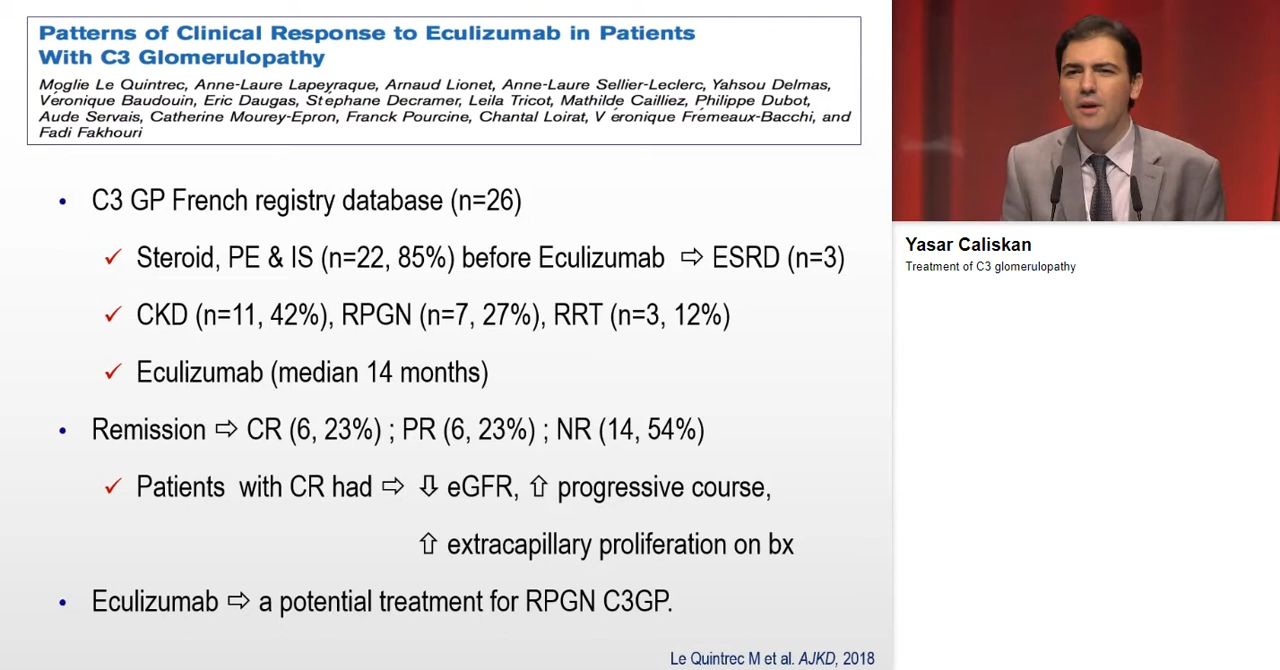 Patterns of Clinical Response to Eculizumab in Patients
With C3 Glomerulopathy
Moglie Le Quintrec, Anne-Laure Lapeyraque, Arnaud Lionet, Anne-Laure Sellier-Leclerc, Yahsou Delmas,
Véronique Baudouin, Eric Daugas, Stéphane Decramer, Leila Tricot, Mathilde Cailliez, Philippe Dubot,
Aude Servais, Catherine Mourey-Epron, Franck Pourcine, Chantal Loirat, V éronique Frémeaux-Bacchi, and
Fadi Fakhouri
• C3 GP French registry database (n=26)
✓ Steroid, PE & IS (n=22, 85%) before Eculizumab ⇨ ESRD (n=3)
✓ CKD (n=11, 42%), RPGN (n=7, 27%), RRT (n=3, 12%)
✓ Eculizumab (median 14 months)
• Remission ⇨ CR (6, 23%) ; PR (6, 23%) ; NR (14, 54%)
✓ Patients with CR had ⇨ ⇩ eGFR, ⇧ progressive course,
⇧ extracapillary proliferation on bx
• Eculizumab ⇨ a potential treatment for RPGN C3GP.
Le Quintrec M et al. AJKD, 2018
Yasar Caliskan
Treatment of C3 glomerulopathy